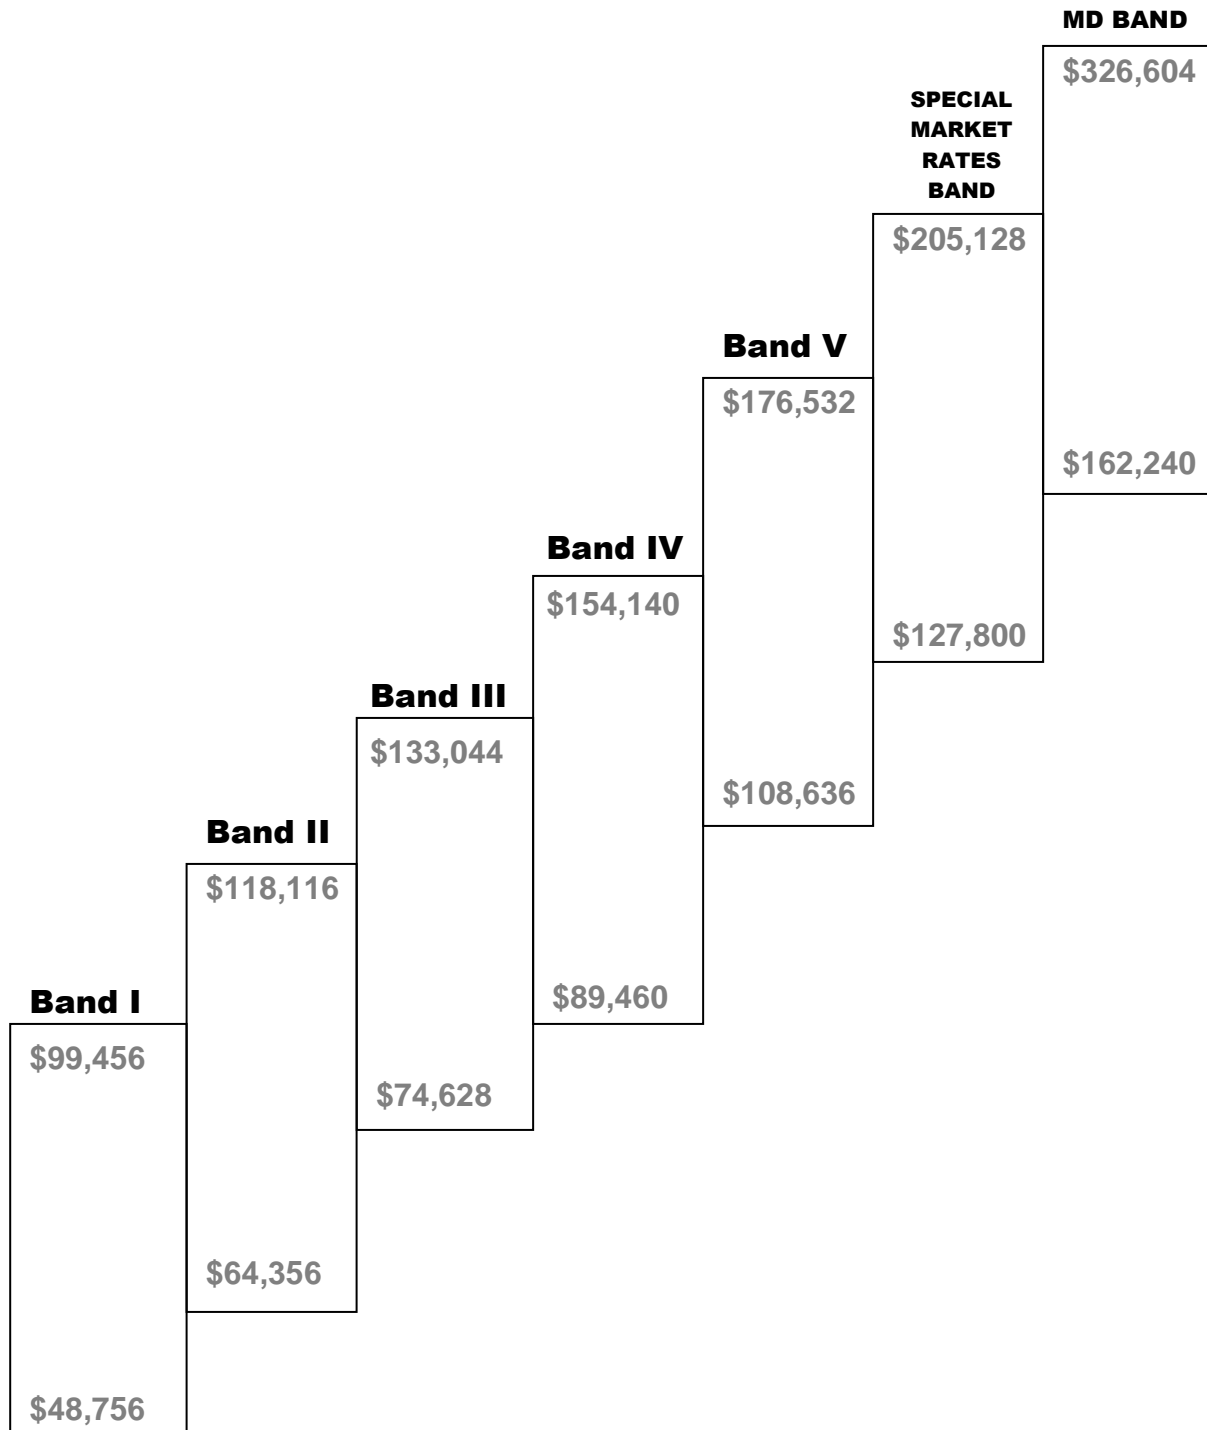 MD BAND
$326,604
SPECIAL
MARKET
RATES
BAND
$205,128
Band V
$176,532
$162,240
Band IV
$154,140
$127,800
Band III
$133,044
$108,636
Band II
$118,116
$89,460
Band I
$99,456
$74,628
$64,356
$48,756